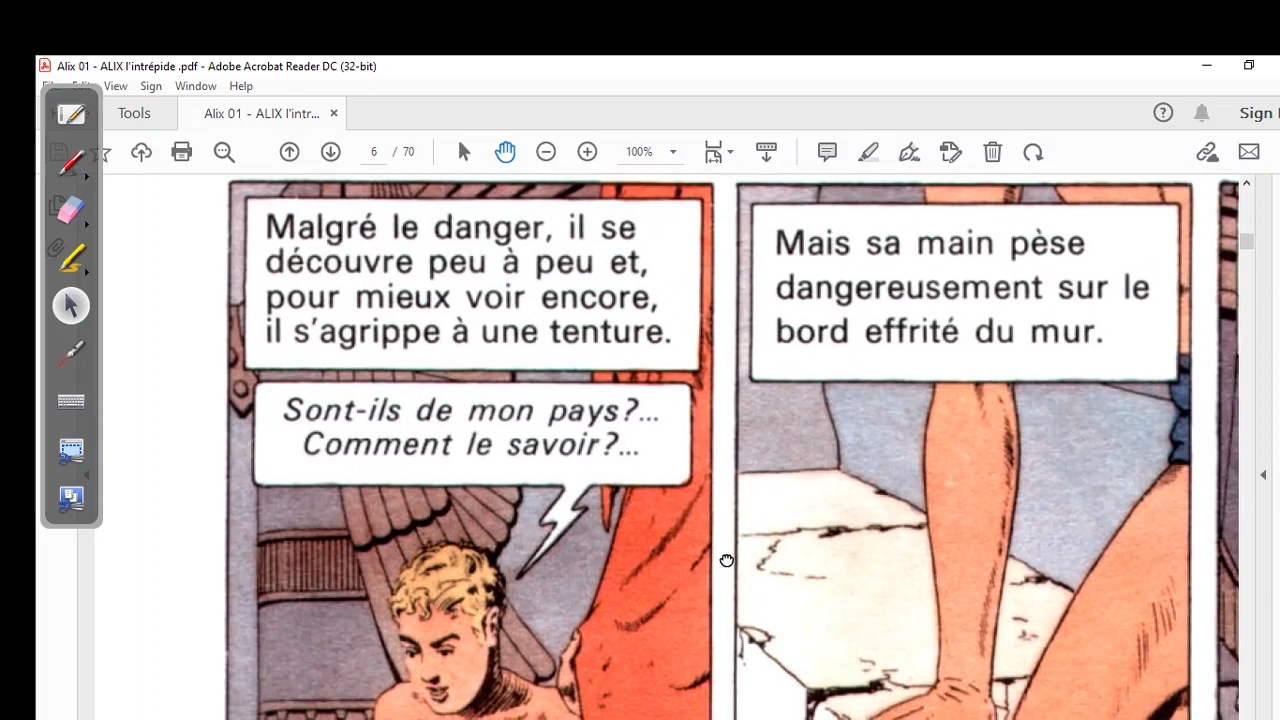 Alix 01 - ALIX l'intrépide .pdf - Adobe Acrobat Reader DC (32-bit)
View Sign Window Help
Tools
Alix 01 - ALIX l'intr... ×
Sign
6 / 70
100%
Malgré le danger, il se
découvre peu à peu et,
pour mieux voir encore,
il s'agrippe à une tenture.
Sont-ils de mon pays?...
Comment le savoir?...
Mais sa main pèse
dangereusement sur le
bord effrité du mur.